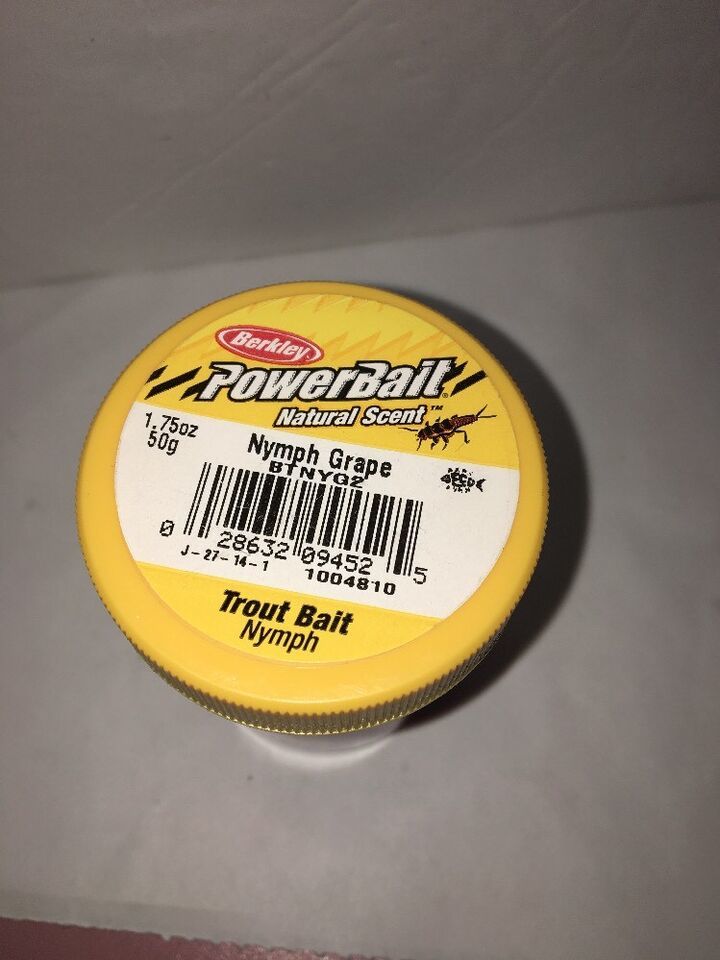 Berkley
PowerBait®
Natural Scent™
1.75oz
50g
Nymph Grape
BTNYG2
0 28632 09452 5
J-27-14-1
1004810
Trout Bait
Nymph